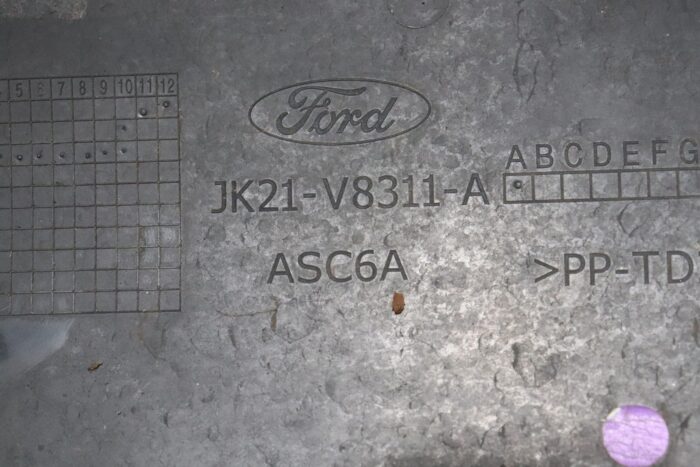 5 6 7 8 9 10 11 12
Ford
A B C D E F G
JK21-V8311-A
ASC6A
>PP-TD